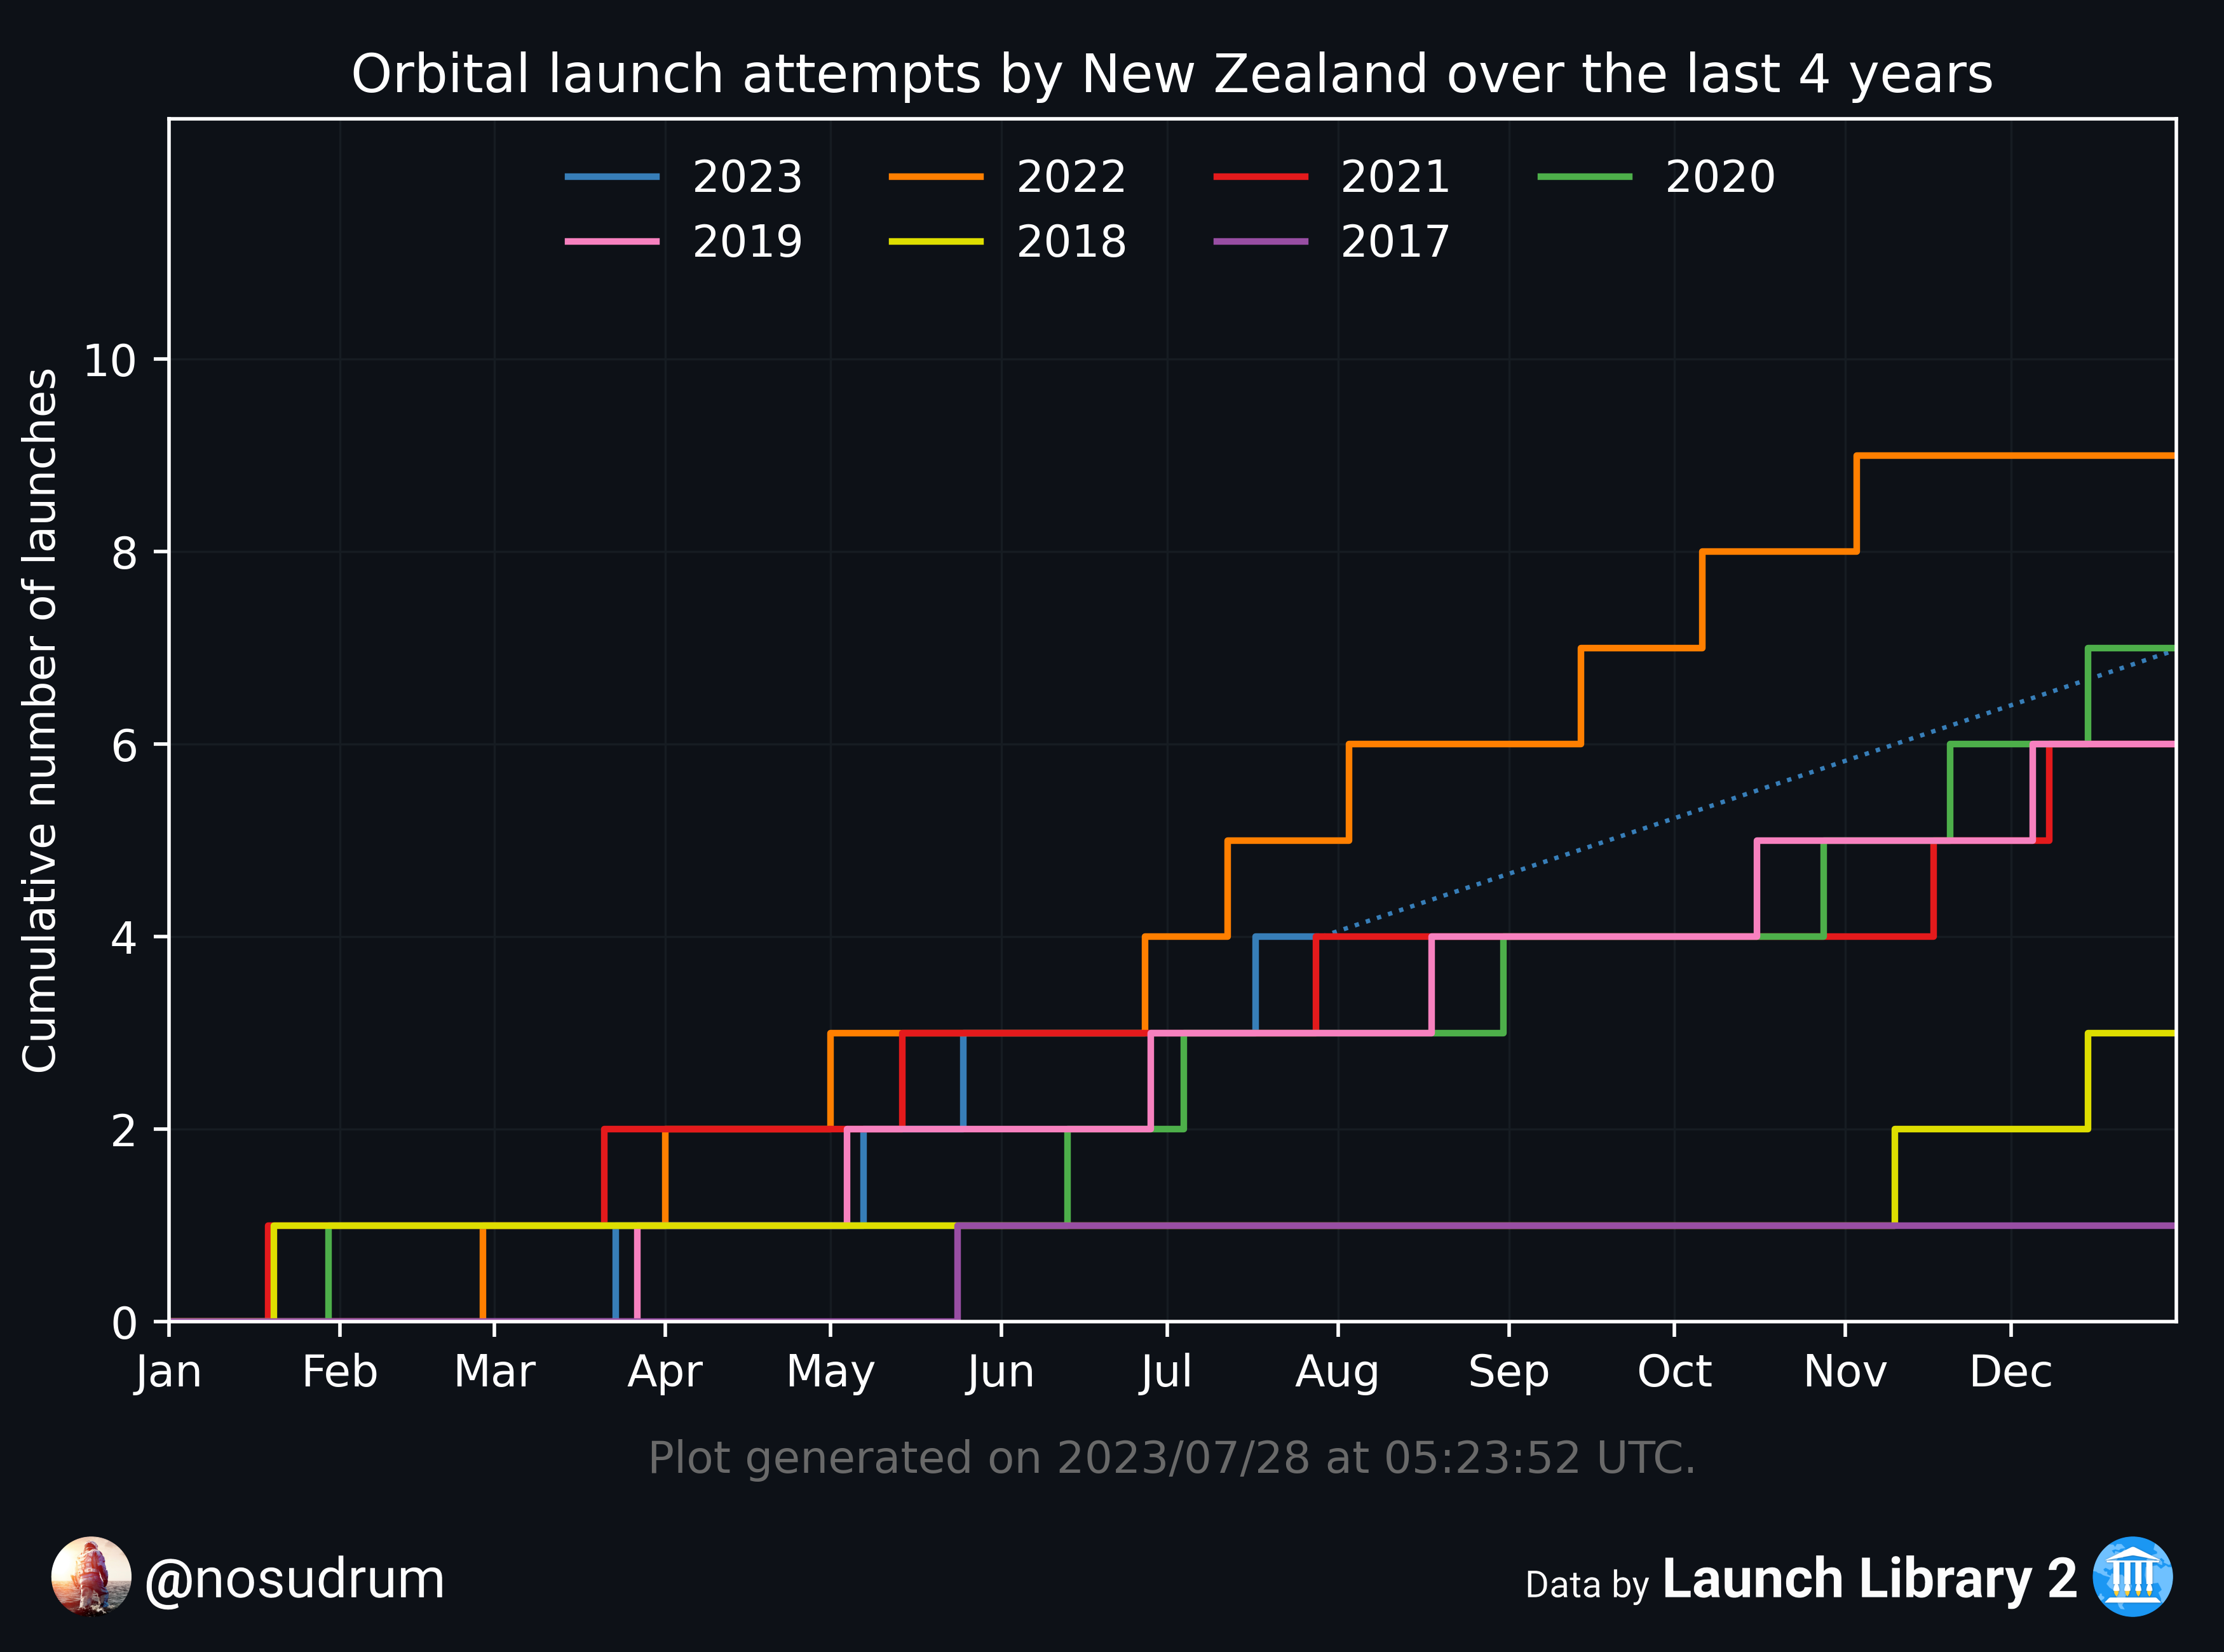 Orbital launch attempts by New Zealand over the last 4 years
2023 2022 2021 2020
2019 2018 2017
Cumulative number of launches
10
8
6
4
2
0
Jan Feb Mar Apr May Jun Jul Aug Sep Oct Nov Dec
Plot generated on 2023/07/28 at 05:23:52 UTC.
@nosudrum
Data by Launch Library 2